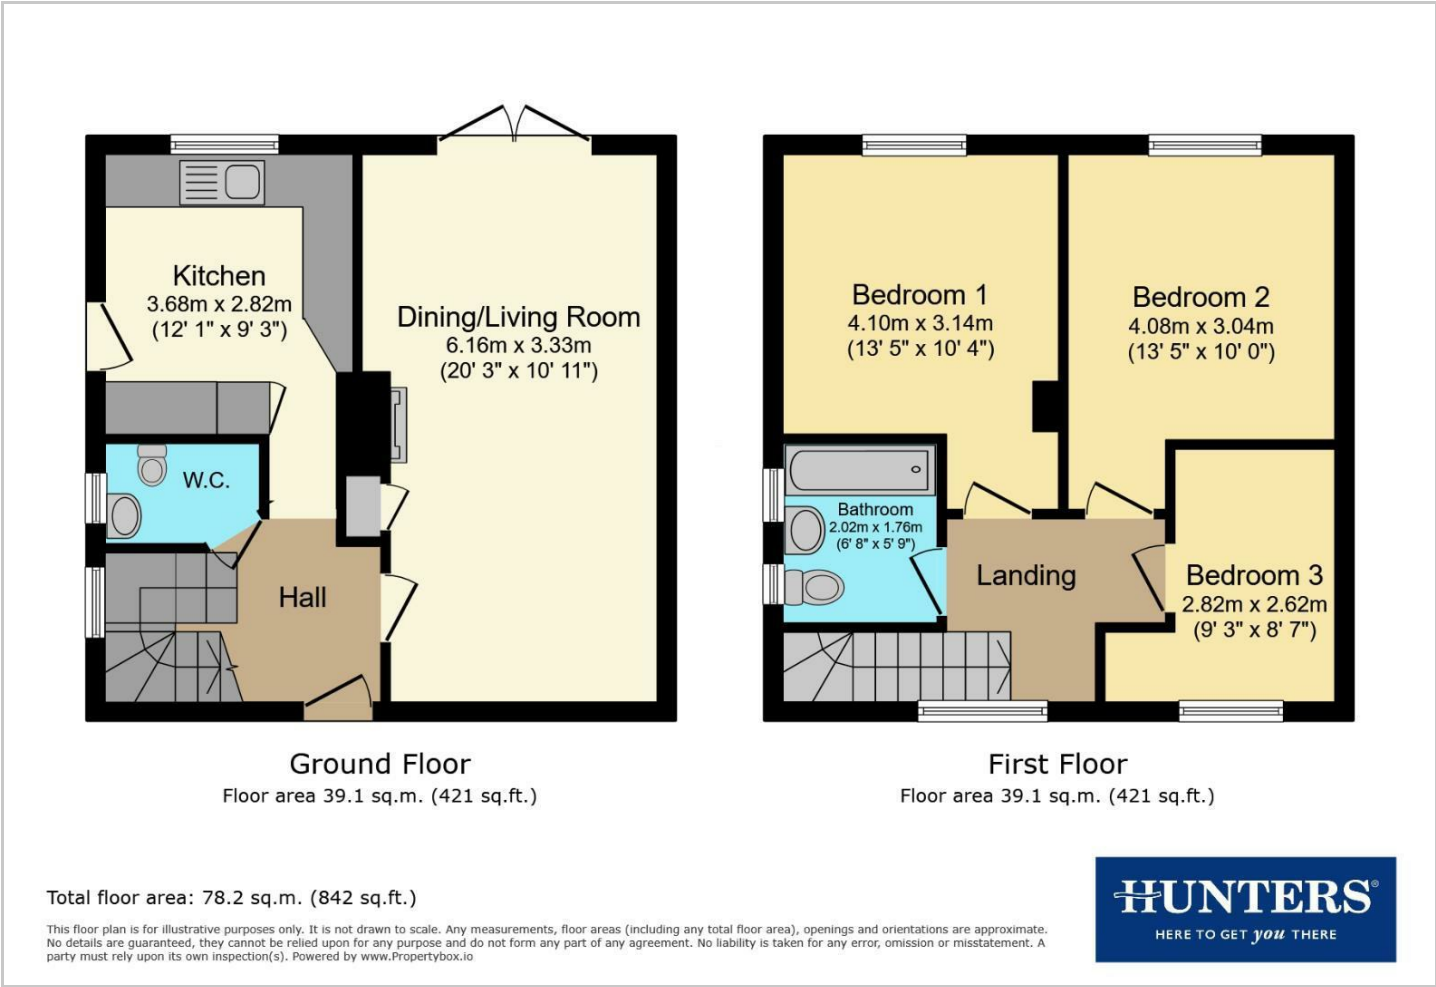 Kitchen
3.68m x 2.82m
(12' 1" x 9' 3")
Dining/Living Room
6.16m x 3.33m
(20' 3" x 10' 11")
W.C.
Hall
Ground Floor
Floor area 39.1 sq.m. (421 sq.ft.)
Bedroom 1
4.10m x 3.14m
(13' 5" x 10' 4")
Bedroom 2
4.08m x 3.04m
(13' 5" x 10' 0")
Bathroom
2.02m x 1.76m
(6' 8" x 5' 9")
Landing
Bedroom 3
2.82m x 2.62m
(9' 3" x 8' 7")
First Floor
Floor area 39.1 sq.m. (421 sq.ft.)
Total floor area: 78.2 sq.m. (842 sq.ft.)
This floor plan is for illustrative purposes only. It is not drawn to scale. Any measurements, floor areas (including any total floor area), openings and orientations are approximate.
No details are guaranteed, they cannot be relied upon for any purpose and do not form any part of any agreement. No liability is taken for any error, omission or misstatement. A
party must rely upon its own inspection(s). Powered by www.Propertybox.io
HUNTERS®
HERE TO GET you THERE